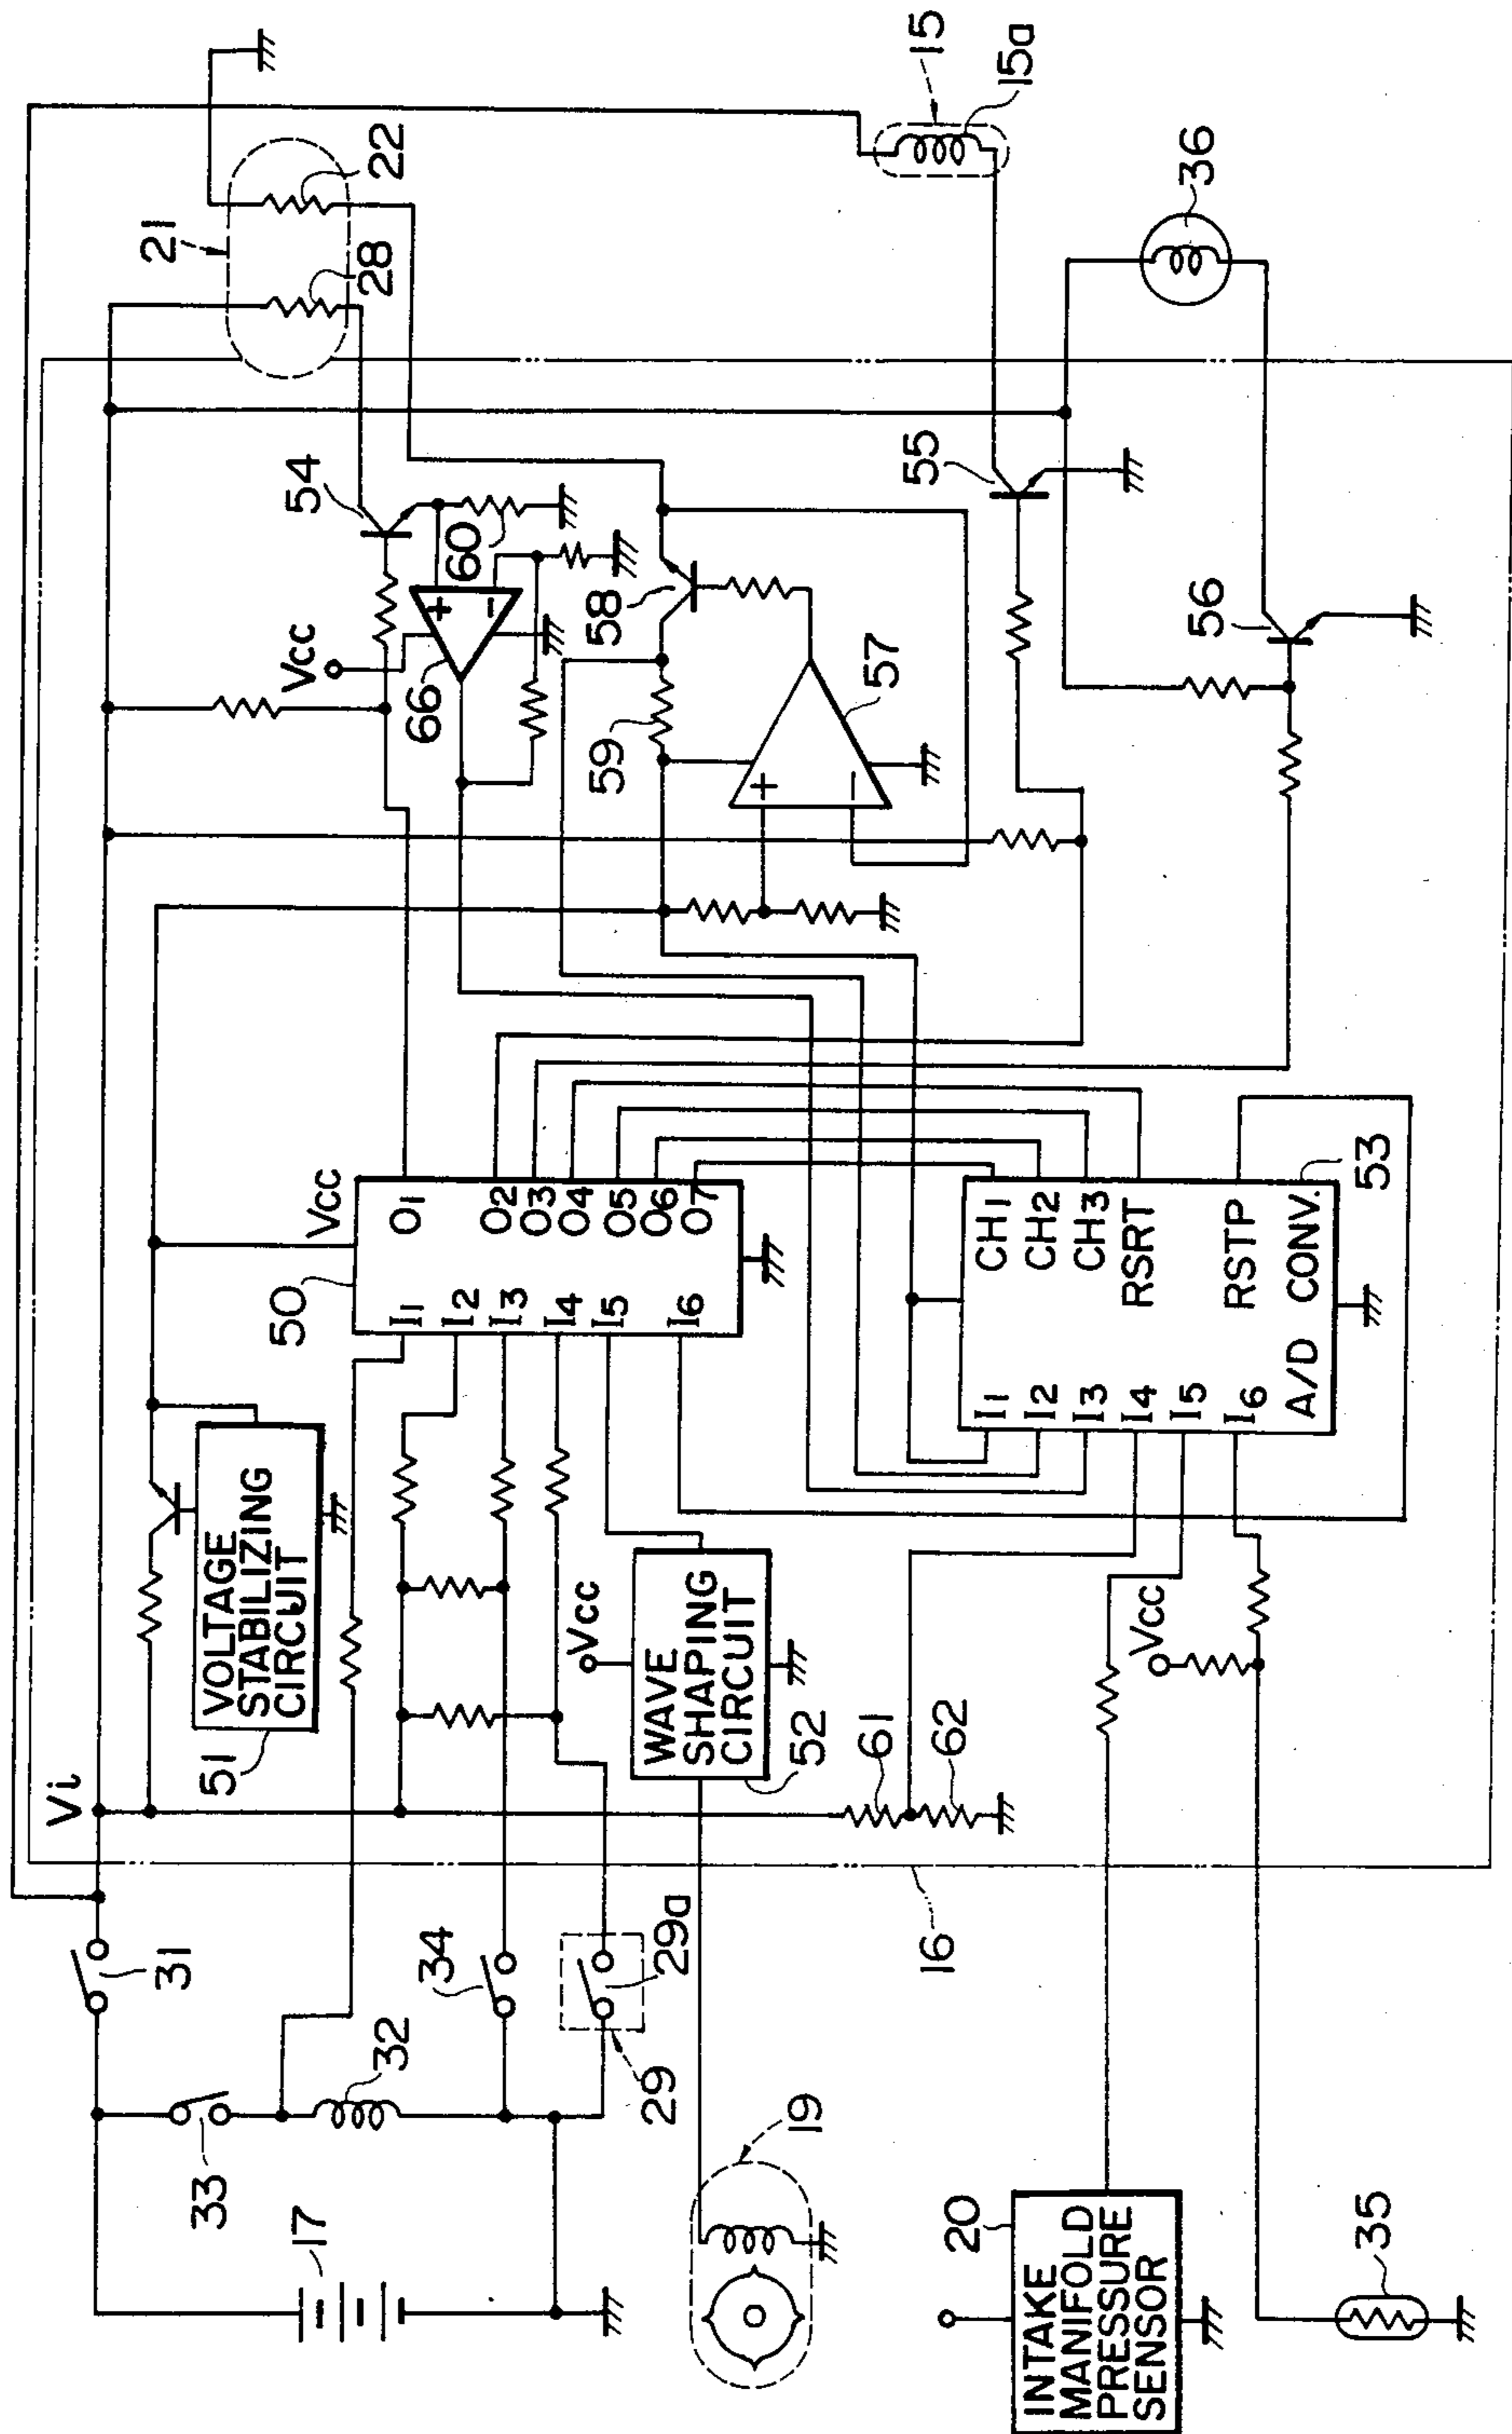 15
15a
21
22
28
36
54
55
56
60
66
Vcc
58
59
57
+
−
+
−
Vcc
50
O1
O2
O3
O4
O5
O6
O7
I1
I2
I3
I4
I5
I6
CH1
CH2
CH3
RSRT
RSTP
A/D CONV.
53
I1
I2
I3
I4
I5
I6
VOLTAGE
STABILIZING
CIRCUIT
51
Vi
Vcc
WAVE
SHAPING
CIRCUIT
52
Vcc
61
62
16
31
34
29a
29
32
33
17
19
20
INTAKE
MANIFOLD
PRESSURE
SENSOR
35